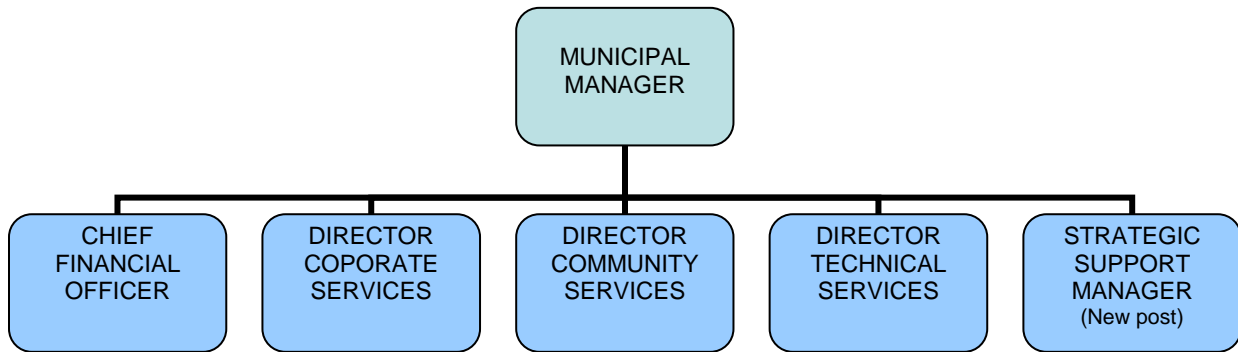 MUNICIPAL
MANAGER
CHIEF
FINANCIAL
OFFICER
DIRECTOR
COPORATE
SERVICES
DIRECTOR
COMMUNITY
SERVICES
DIRECTOR
TECHNICAL
SERVICES
STRATEGIC
SUPPORT
MANAGER
(New post)